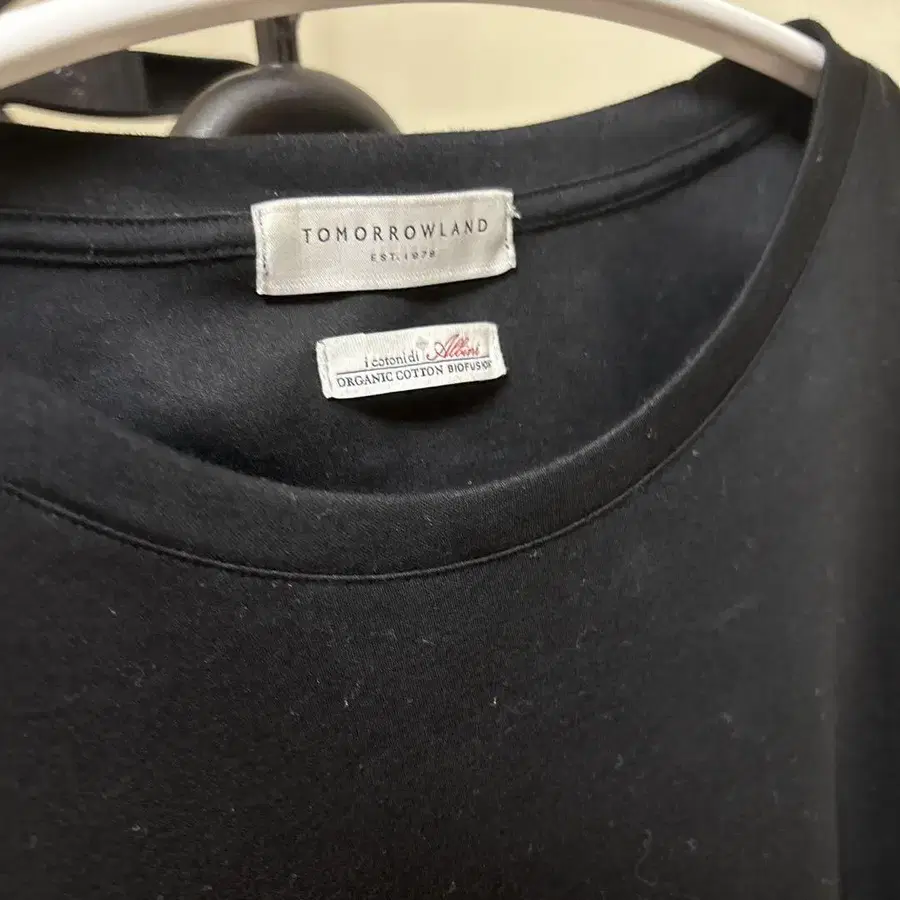 TOMORROWLAND
EST. 1978
i cotoni di Albini
ORGANIC COTTON BIOFUSION